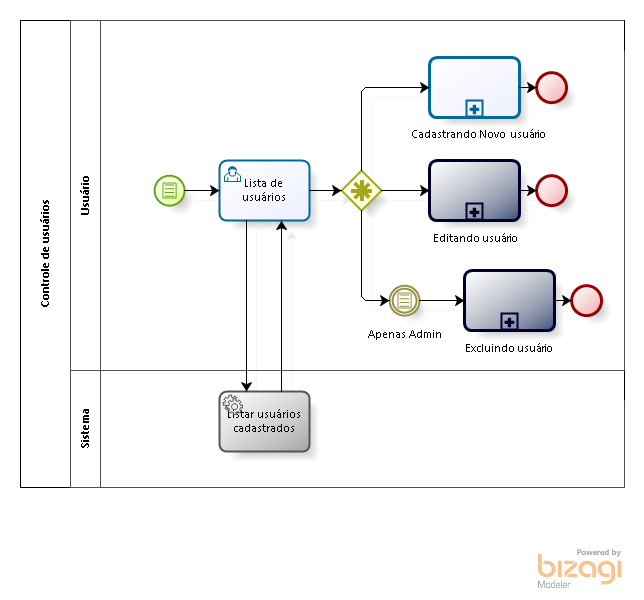 Controle de usuários
Usuário
Cadastrando Novo usuário
Lista de
usuários
Editando usuário
Apenas Admin
Excluindo usuário
Sistema
Listar usuários
cadastrados
Powered by
bizagi
Modeler